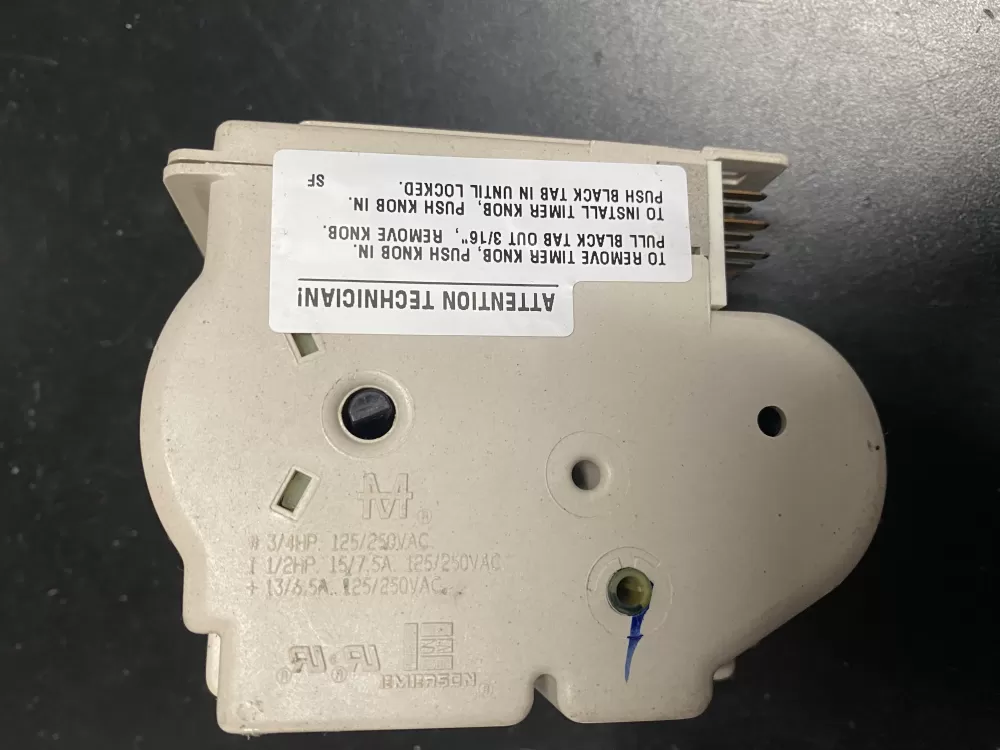 ATTENTION TECHNICIAN!
TO REMOVE TIMER KNOB, PUSH KNOB IN.
PULL BLACK TAB OUT 3/16", REMOVE KNOB.
TO INSTALL TIMER KNOB, PUSH KNOB IN.
PUSH BLACK TAB IN UNTIL LOCKED.
SF
# 3/4HP. 125/250VAC
1/2HP. 15/7.5A. 125/250VAC
+ 13/6.5A. 125/250VAC.
EMERSON®